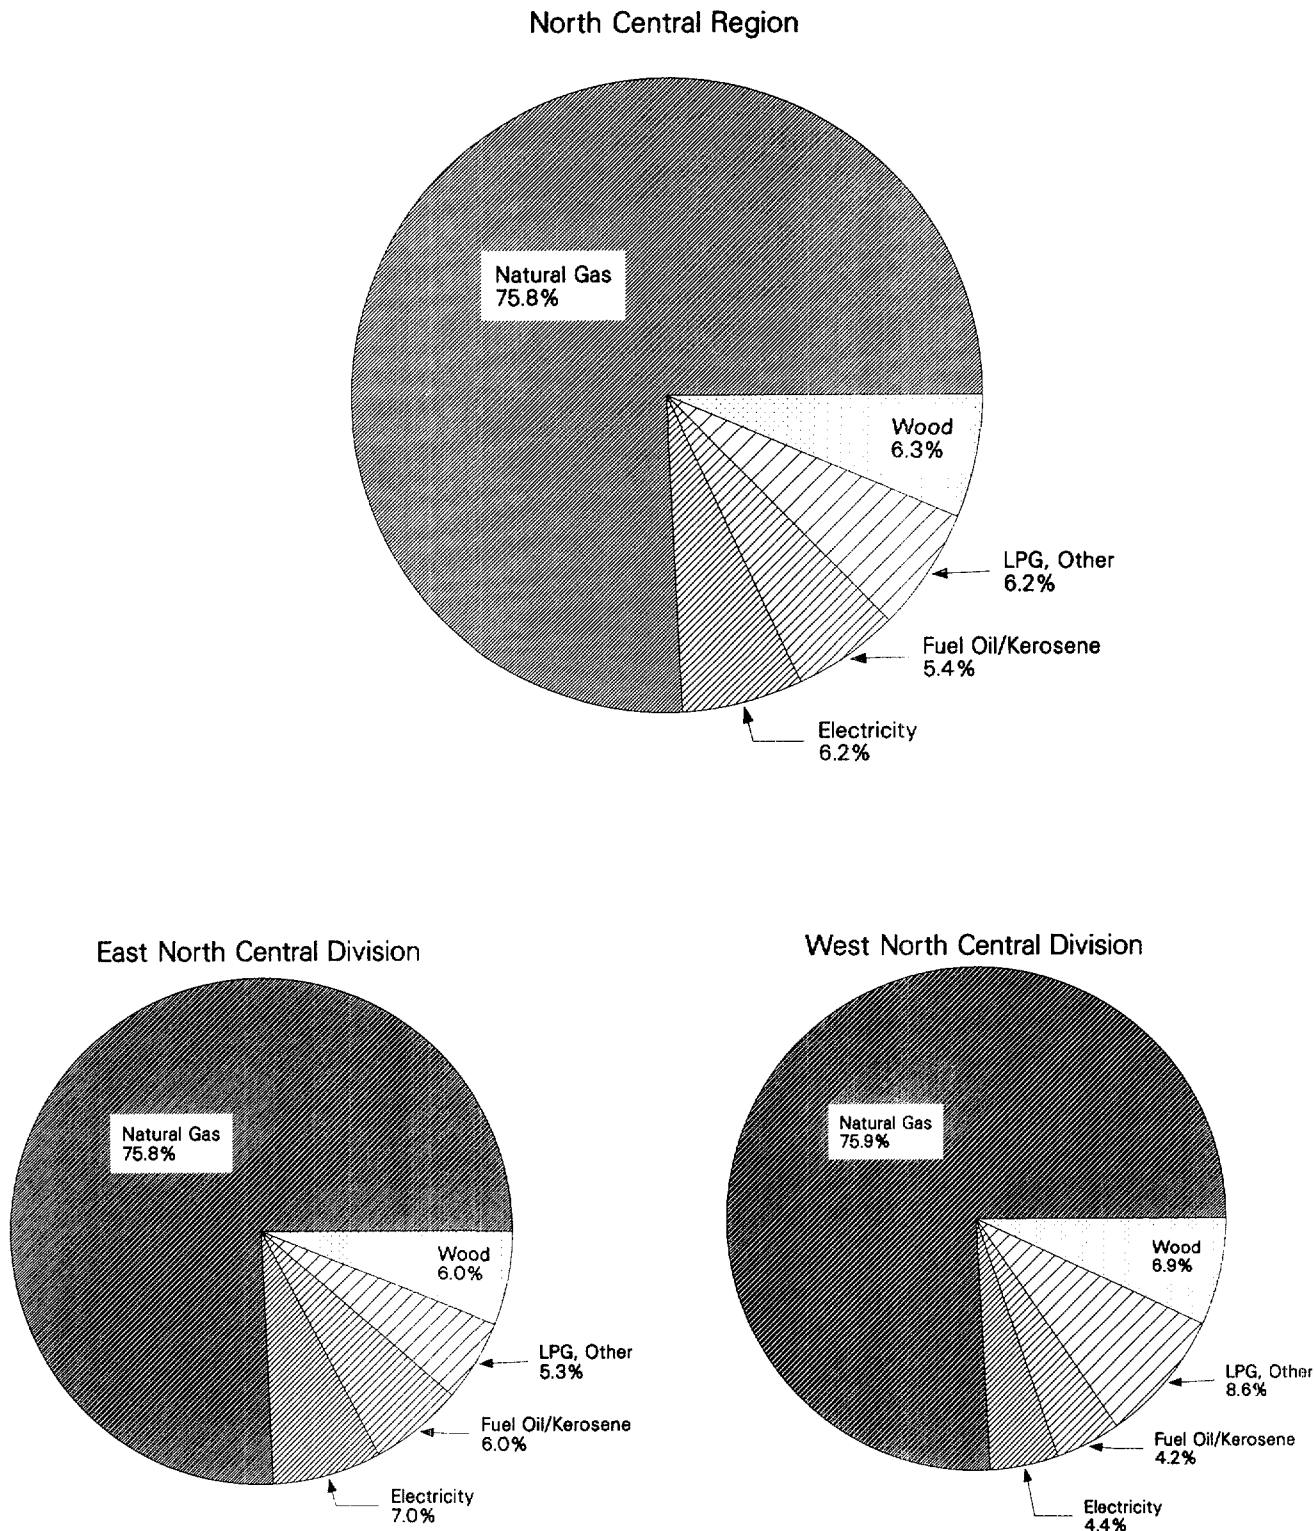 North Central Region
Natural Gas
75.8%
Wood
6.3%
LPG, Other
6.2%
Fuel Oil/Kerosene
5.4%
Electricity
6.2%
East North Central Division
Natural Gas
75.8%
Wood
6.0%
LPG, Other
5.3%
Fuel Oil/Kerosene
6.0%
Electricity
7.0%
West North Central Division
Natural Gas
75.9%
Wood
6.9%
LPG, Other
8.6%
Fuel Oil/Kerosene
4.2%
Electricity
4.4%